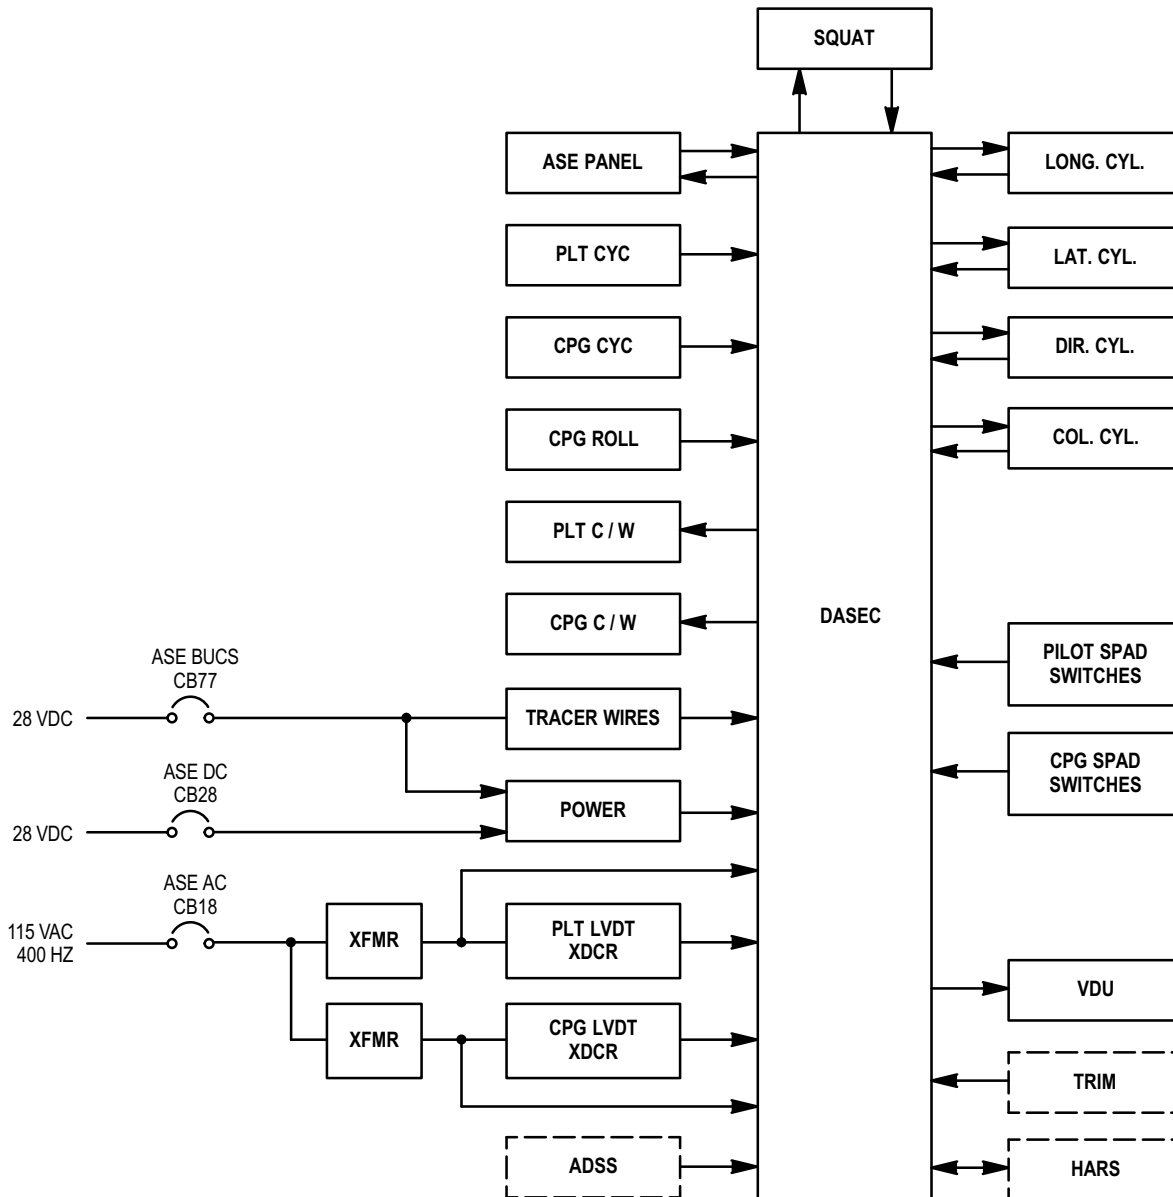 SQUAT
ASE PANEL
LONG. CYL.
PLT CYC
LAT. CYL.
CPG CYC
DIR. CYL.
CPG ROLL
COL. CYL.
PLT C / W
CPG C / W
DASEC
PILOT SPAD
SWITCHES
ASE BUCS
CB77
28 VDC
TRACER WIRES
CPG SPAD
SWITCHES
ASE DC
CB28
28 VDC
POWER
ASE AC
CB18
115 VAC
400 HZ
XFMR
PLT LVDT
XDCR
VDU
XFMR
CPG LVDT
XDCR
TRIM
ADSS
HARS